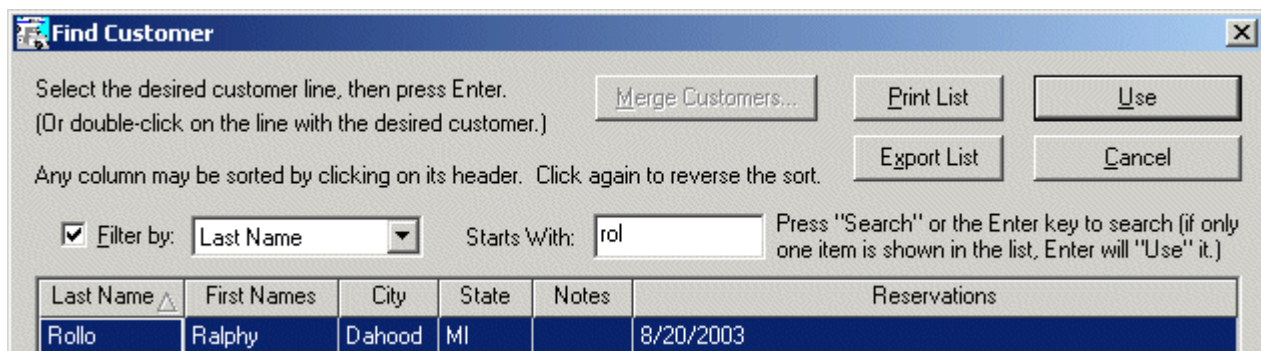 Find Customer
Select the desired customer line, then press Enter.
(Or double-click on the line with the desired customer.)
Merge Customers...
Print List
Use
Export List
Cancel
Any column may be sorted by clicking on its header. Click again to reverse the sort.
Filter by:
Last Name
Starts With:
rol
Press "Search" or the Enter key to search (if only
one item is shown in the list, Enter will "Use" it.)
Last Name First Names City State Notes Reservations
Rollo Ralphy Dahood MI 8/20/2003